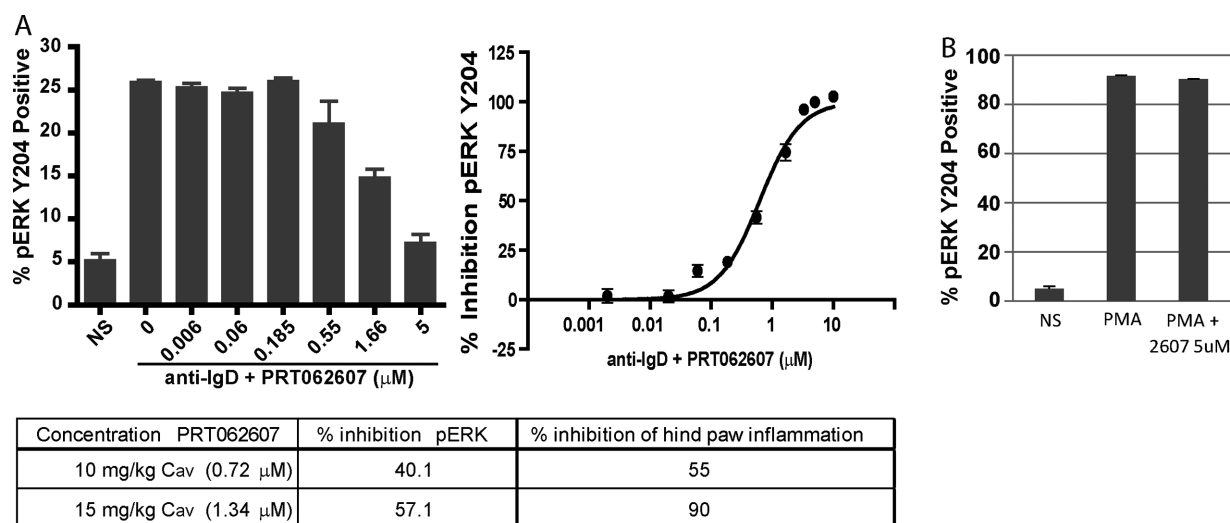 A
% pERK Y204 Positive
30
25
20
15
10
5
0
NS
0
0.006
0.06
0.185
0.55
1.66
5
anti-IgD + PRT062607 (μM)
% Inhibition pERK Y204
125
100
75
50
25
0
-25
0.001
0.01
0.1
1
10
anti-IgD + PRT062607 (μM)
B
% pERK Y204 Positive
100
80
60
40
20
0
NS
PMA
PMA +
2607 5uM
Concentration PRT062607 % inhibition pERK % inhibition of hind paw inflammation
10 mg/kg Cav (0.72 μM) 40.1 55
15 mg/kg Cav (1.34 μM) 57.1 90